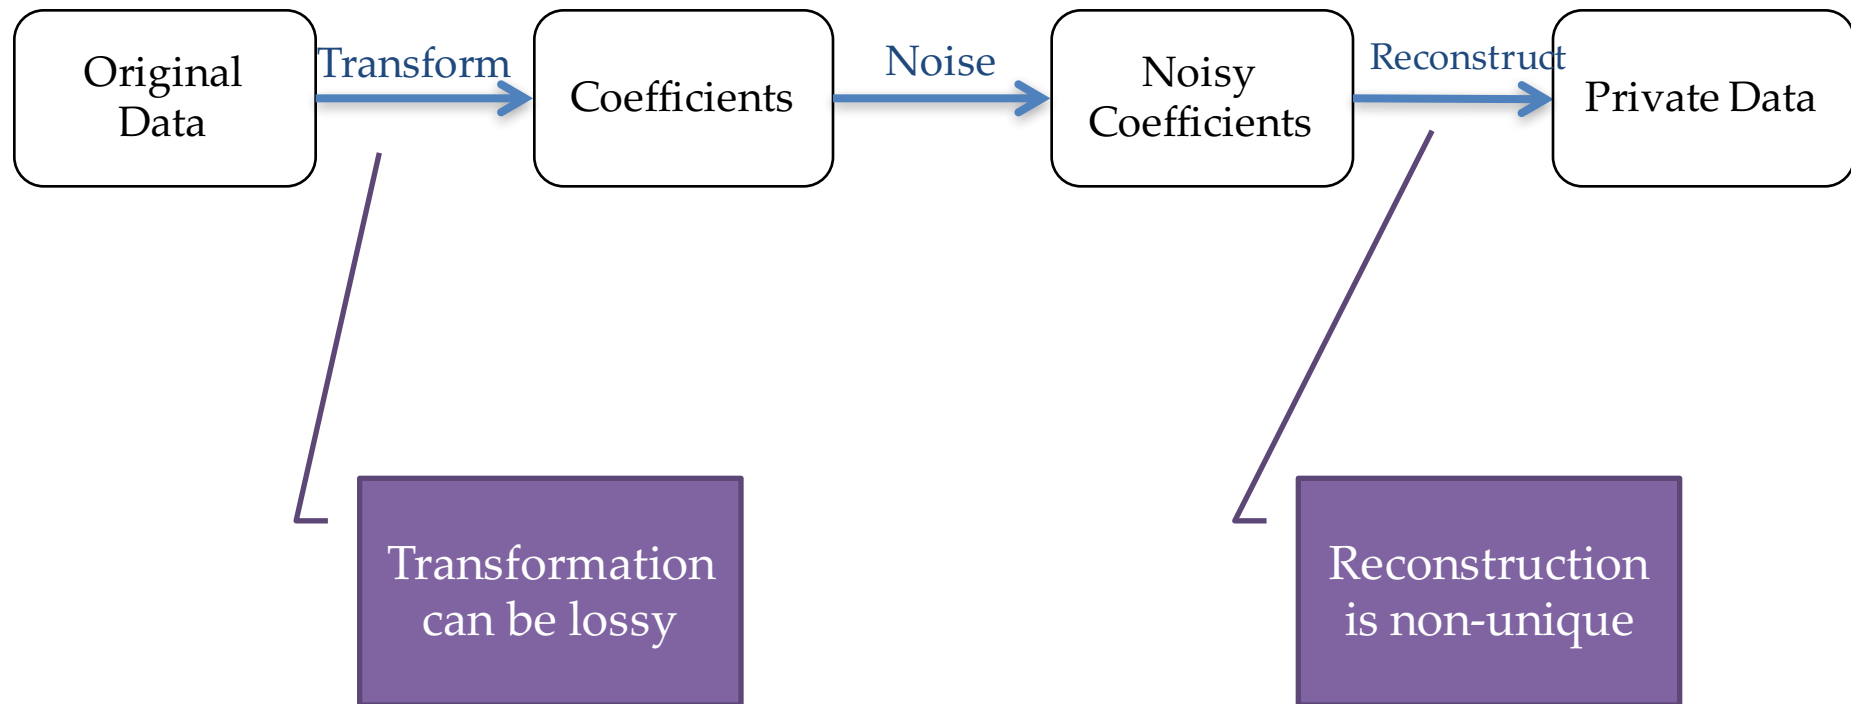 Original
Data
Transform
Coefficients
Noise
Noisy
Coefficients
Reconstruct
Private Data
Transformation
can be lossy
Reconstruction
is non-unique